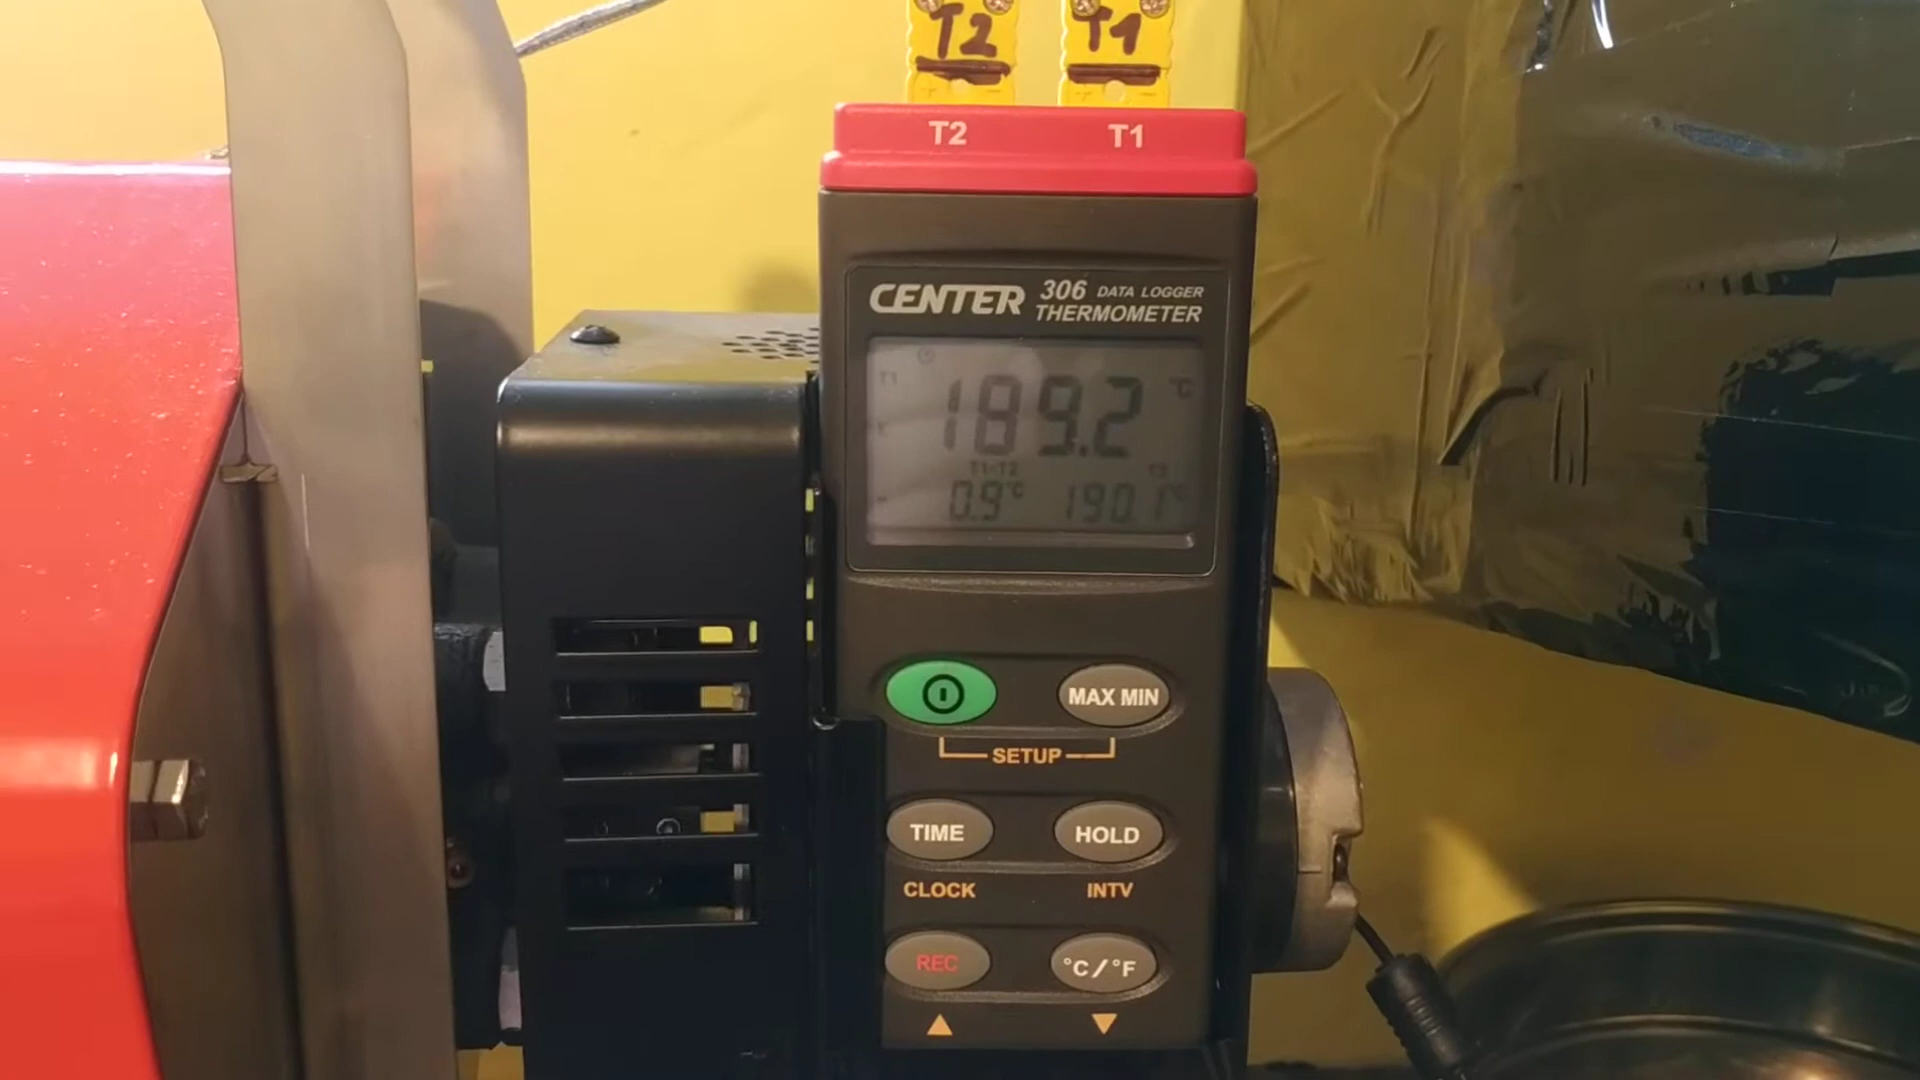 T2 T1
T2 T1
CENTER 306 DATA LOGGER THERMOMETER
T1 °C
189.2
K
T1-T2
0.9°C 190.1°C
MAX MIN
SETUP
TIME HOLD
CLOCK INTV
REC °C/°F